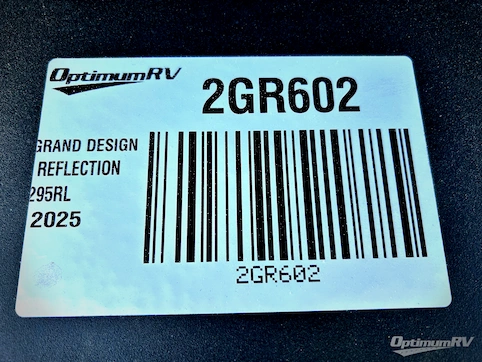 OptimumRV
2GR602
GRAND DESIGN
REFLECTION
295RL
2025
2GR602
OptimumRV